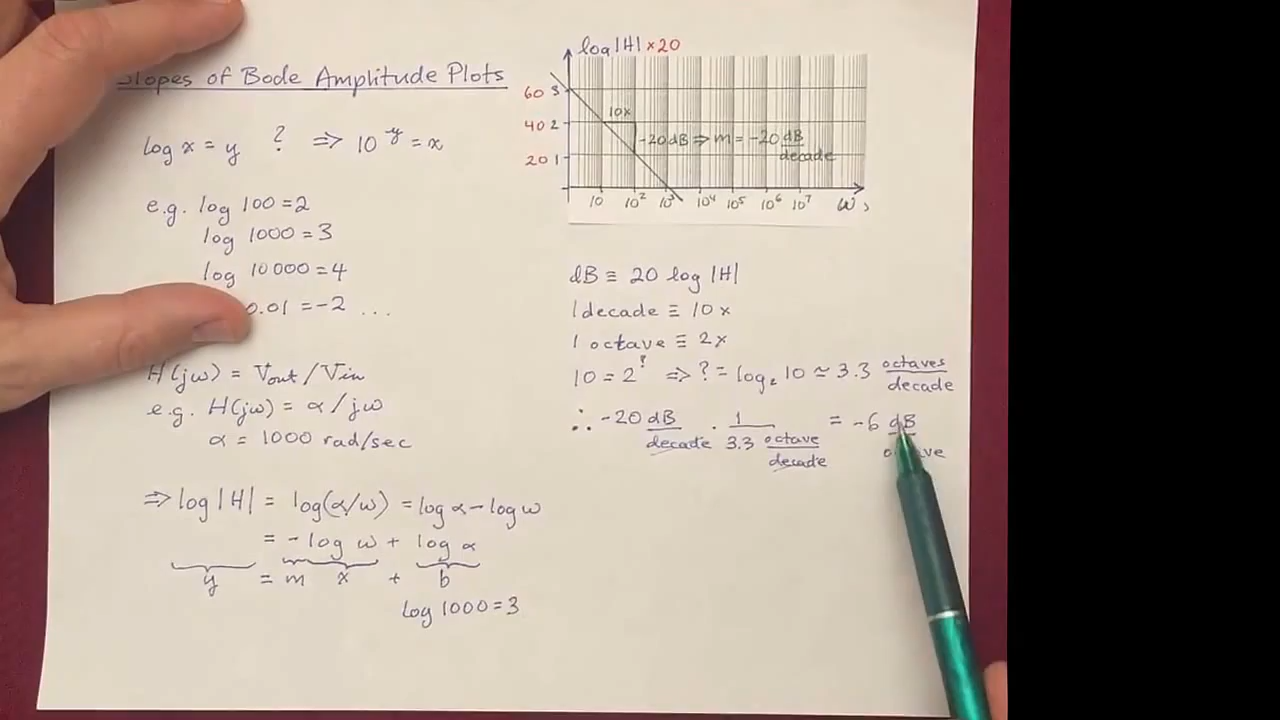 Slopes of Bode Amplitude Plots
log x = y ? ⇒ 10^y = x
e.g. log 100 = 2
log 1000 = 3
log 10 000 = 4
0.01 = -2 ...
H(jω) = Vout / Vin
e.g. H(jω) = α / jω
α = 1000 rad/sec
⇒ log |H| = log(α/ω) = log α - log ω
= - log ω + log α
y = m x + b
log 1000 = 3
log |H| × 20
60 3
10x
40 2
-20 dB ⇒ m = -20 dB/decade
20 1
10 10² 10³ 10⁴ 10⁵ 10⁶ 10⁷ ω
dB ≡ 20 log |H|
1 decade ≡ 10x
1 octave ≡ 2x
10 = 2^? ⇒ ? = log₂ 10 ≃ 3.3 octaves/decade
∴ -20 dB/decade · 1/3.3 octave/decade = -6 dB/